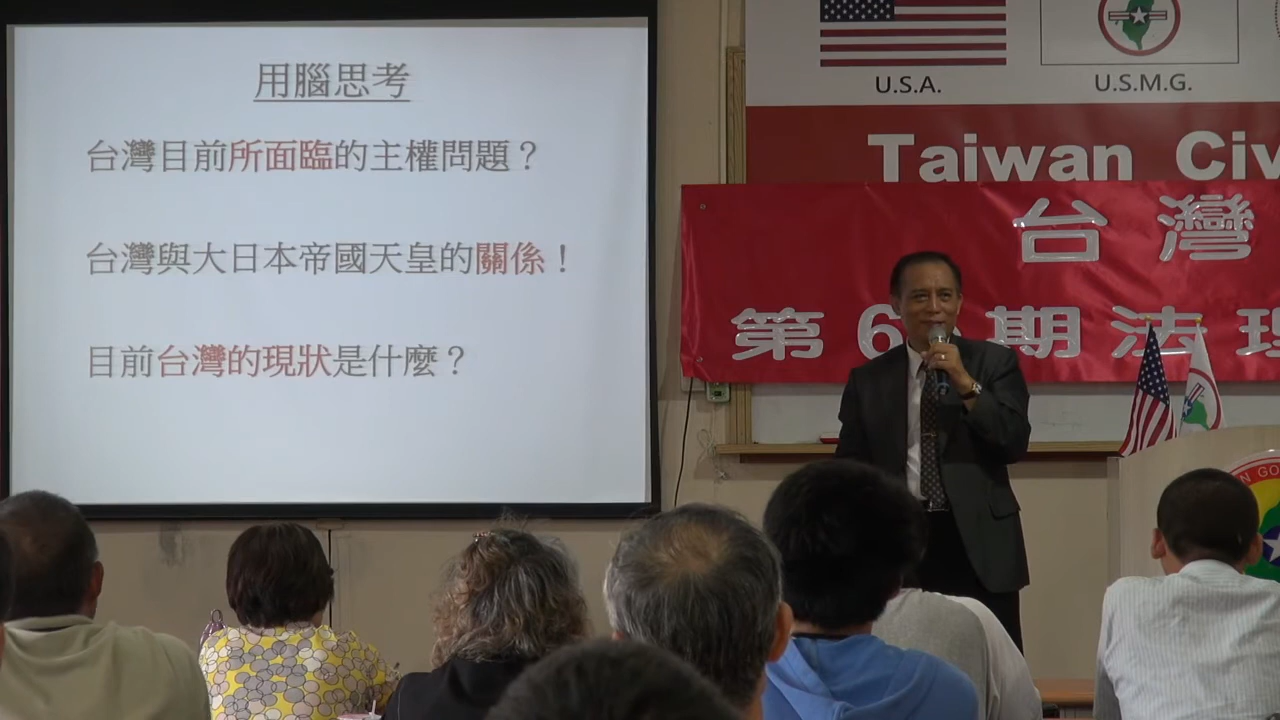 用腦思考
台灣目前所面臨的主權問題？
台灣與大日本帝國天皇的關係！
目前台灣的現狀是什麼？
U.S.A.
U.S.M.G.
Taiwan Civ
台灣
第6 期法理
N GO